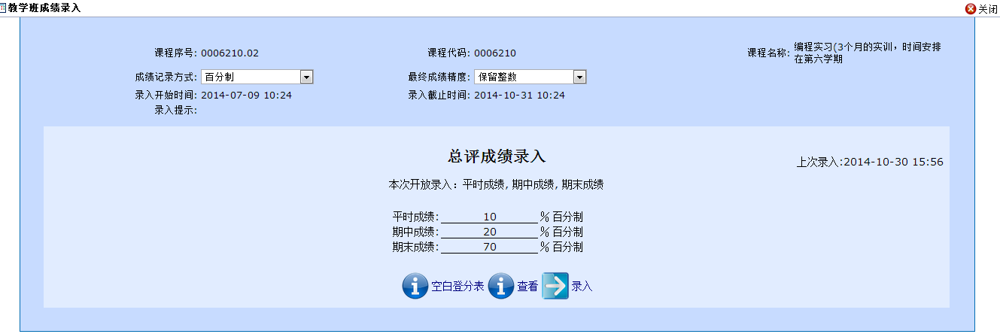 教学班成绩录入
关闭
课程序号: 0006210.02
课程代码: 0006210
课程名称: 编程实习(3个月的实训，时间安排
在第六学期
成绩记录方式: 百分制
最终成绩精度: 保留整数
录入开始时间: 2014-07-09 10:24
录入截止时间: 2014-10-31 10:24
录入提示:
总评成绩录入
上次录入:2014-10-30 15:56
本次开放录入：平时成绩, 期中成绩, 期末成绩
平时成绩: 10 % 百分制
期中成绩: 20 % 百分制
期末成绩: 70 % 百分制
空白登分表 查看 录入